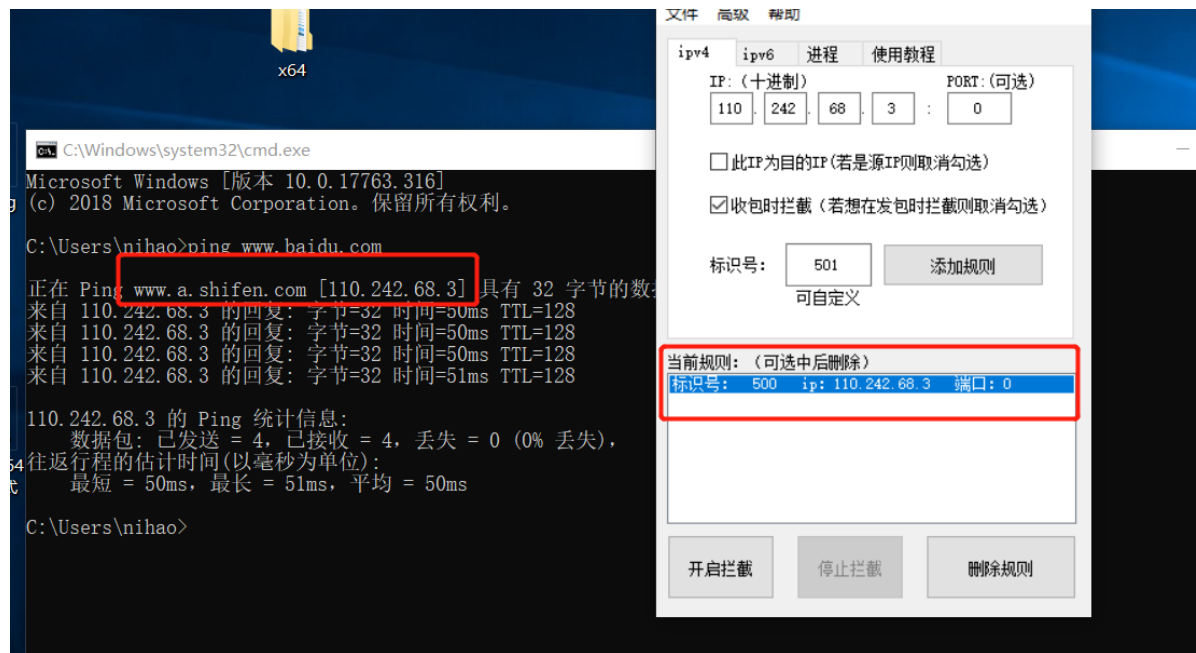 x64
C:\Windows\system32\cmd.exe
Microsoft Windows [版本 10.0.17763.316]
(c) 2018 Microsoft Corporation。保留所有权利。
C:\Users\nihao>ping www.baidu.com
正在 Ping www.a.shifen.com [110.242.68.3] 具有 32 字节的数
来自 110.242.68.3 的回复: 字节=32 时间=50ms TTL=128
来自 110.242.68.3 的回复: 字节=32 时间=50ms TTL=128
来自 110.242.68.3 的回复: 字节=32 时间=50ms TTL=128
来自 110.242.68.3 的回复: 字节=32 时间=51ms TTL=128
110.242.68.3 的 Ping 统计信息:
数据包: 已发送 = 4，已接收 = 4，丢失 = 0 (0% 丢失)，
往返行程的估计时间(以毫秒为单位):
最短 = 50ms，最长 = 51ms，平均 = 50ms
C:\Users\nihao>
文件 高级 帮助
ipv4 ipv6 进程 使用教程
IP:（十进制） PORT:(可选)
110 . 242 . 68 . 3 : 0
此IP为目的IP(若是源IP则取消勾选)
收包时拦截（若想在发包时拦截则取消勾选）
标识号: 501 添加规则
可自定义
当前规则: （可选中后删除）
标识号: 500 ip: 110.242.68.3 端口: 0
开启拦截 停止拦截 删除规则